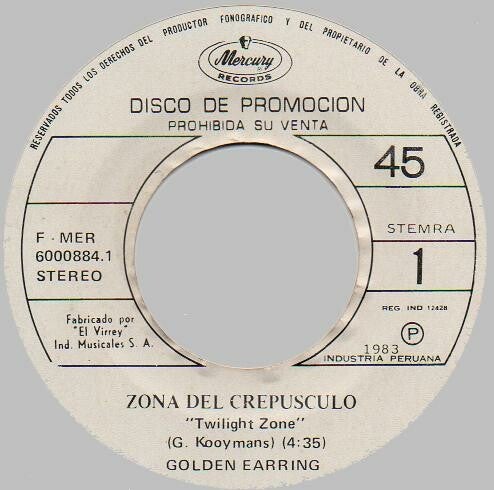 RESERVADOS TODOS LOS DERECHOS DEL PRODUCTOR FONOGRAFICO Y DEL PROPIETARIO DE LA OBRA REGISTRADA
Mercury
RECORDS
DISCO DE PROMOCION
PROHIBIDA SU VENTA
45
STEMRA
1
F - MER
6000884.1
STEREO
REG. IND 12428
Fabricado por
"El Virrey"
Ind. Musicales S. A.
P
1983
INDUSTRIA PERUANA
ZONA DEL CREPUSCULO
"Twilight Zone"
(G. Kooymans) (4:35)
GOLDEN EARRING